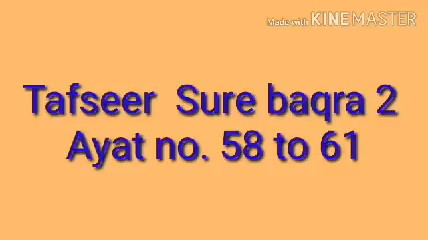 Made with KINEMASTER
Tafseer Sure baqra 2
Ayat no. 58 to 61